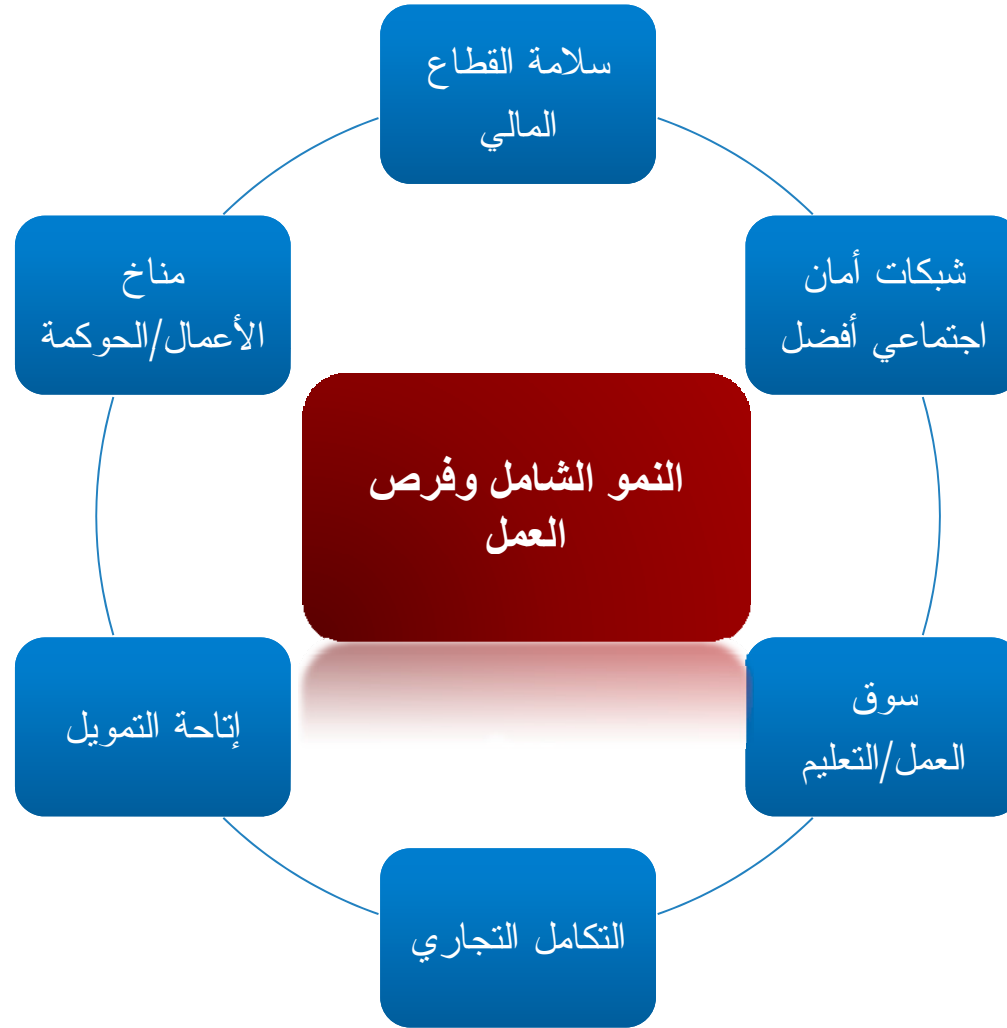 سلامة القطاع
المالي
شبكات أمان
اجتماعي أفضل
مناخ
الأعمال/الحوكمة
النمو الشامل وفرص
العمل
سوق
العمل/التعليم
إتاحة التمويل
التكامل التجاري